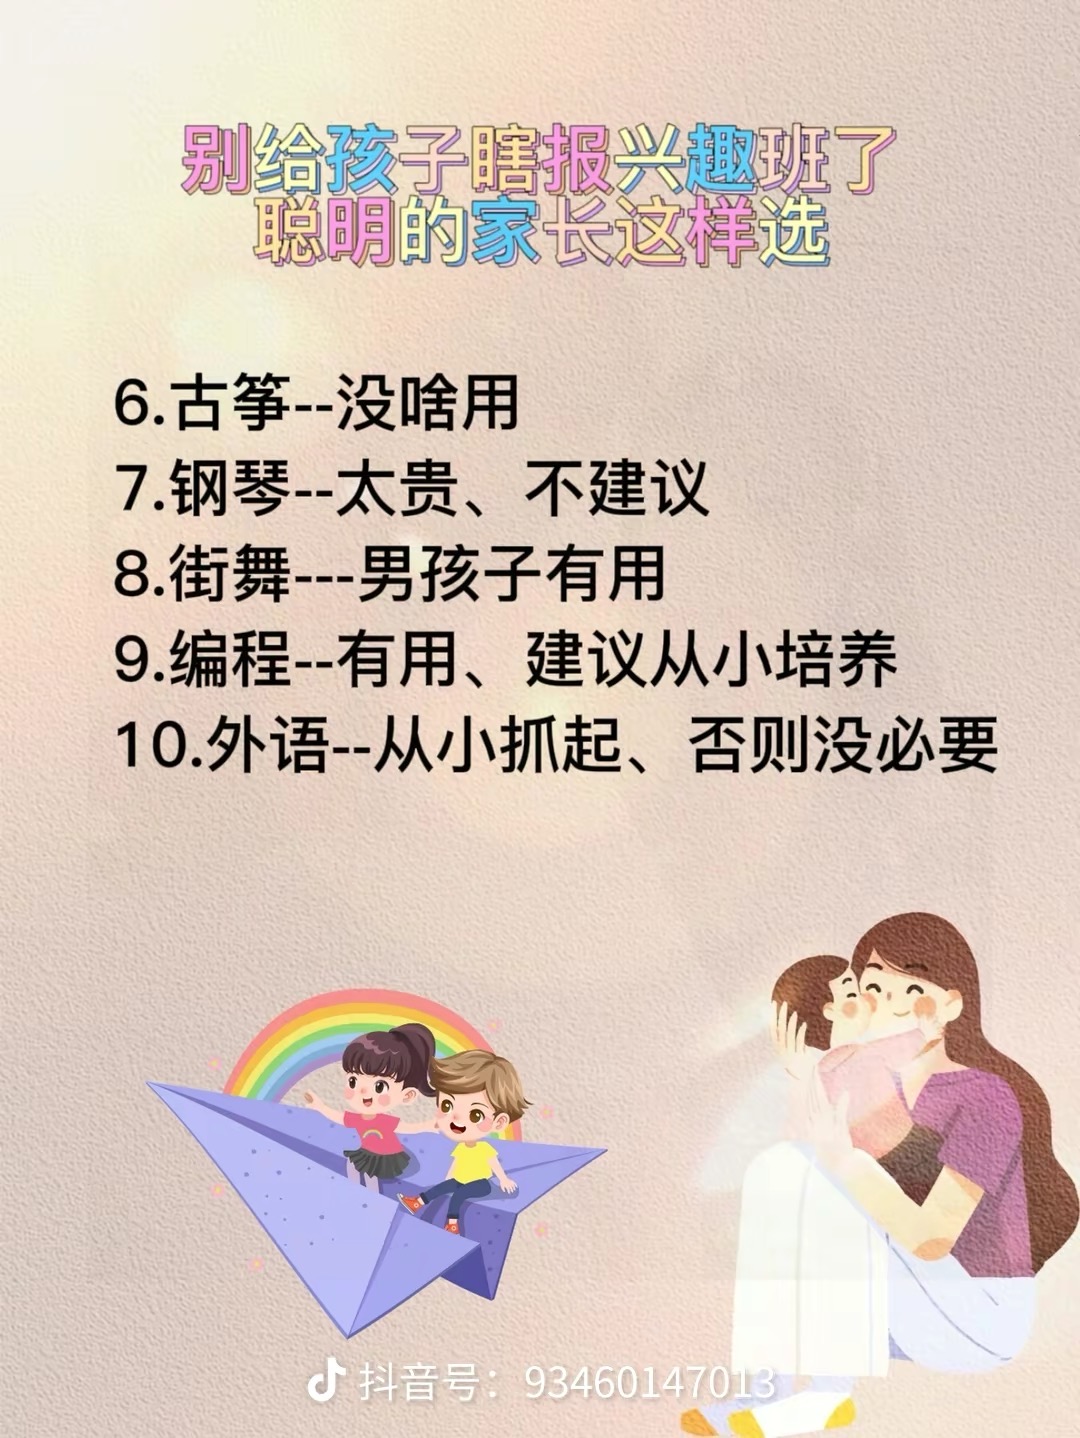 别给孩子瞎报兴趣班了
聪明的家长这样选
6.古筝--没啥用
7.钢琴--太贵、不建议
8.街舞---男孩子有用
9.编程--有用、建议从小培养
10.外语--从小抓起、否则没必要
抖音号：93460147013